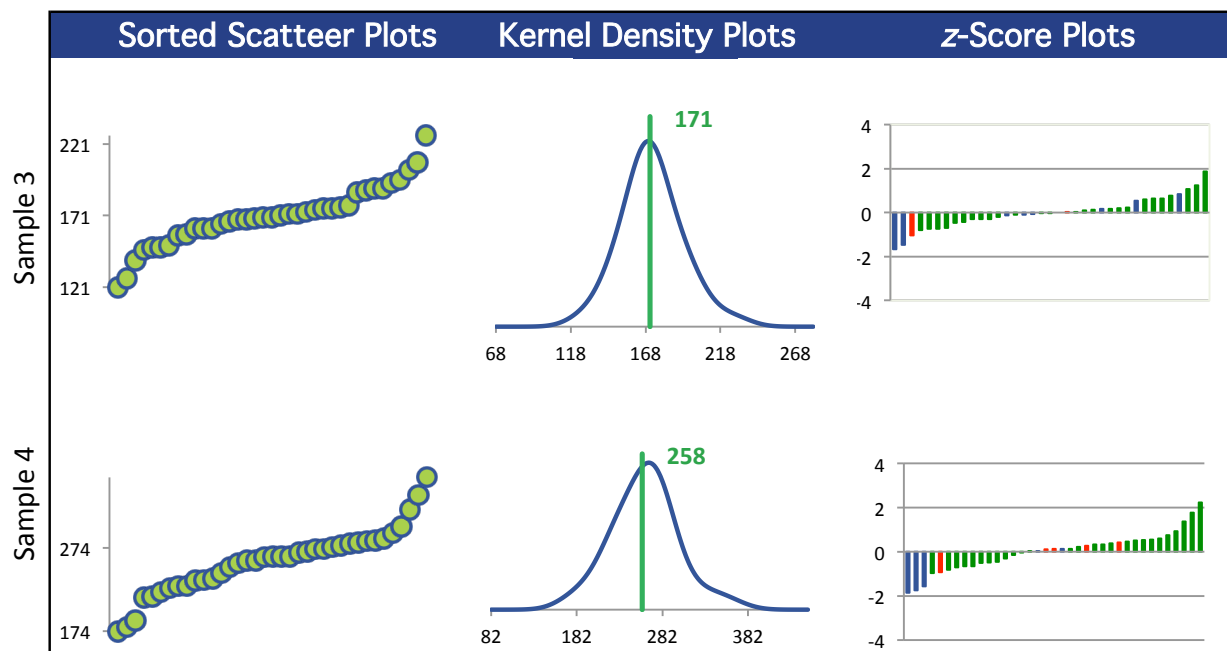 Sorted Scatteer Plots
Kernel Density Plots
z-Score Plots
Sample 3
221
171
121
171
68 118 168 218 268
4
2
0
-2
-4
Sample 4
274
174
258
82 182 282 382
4
2
0
-2
-4